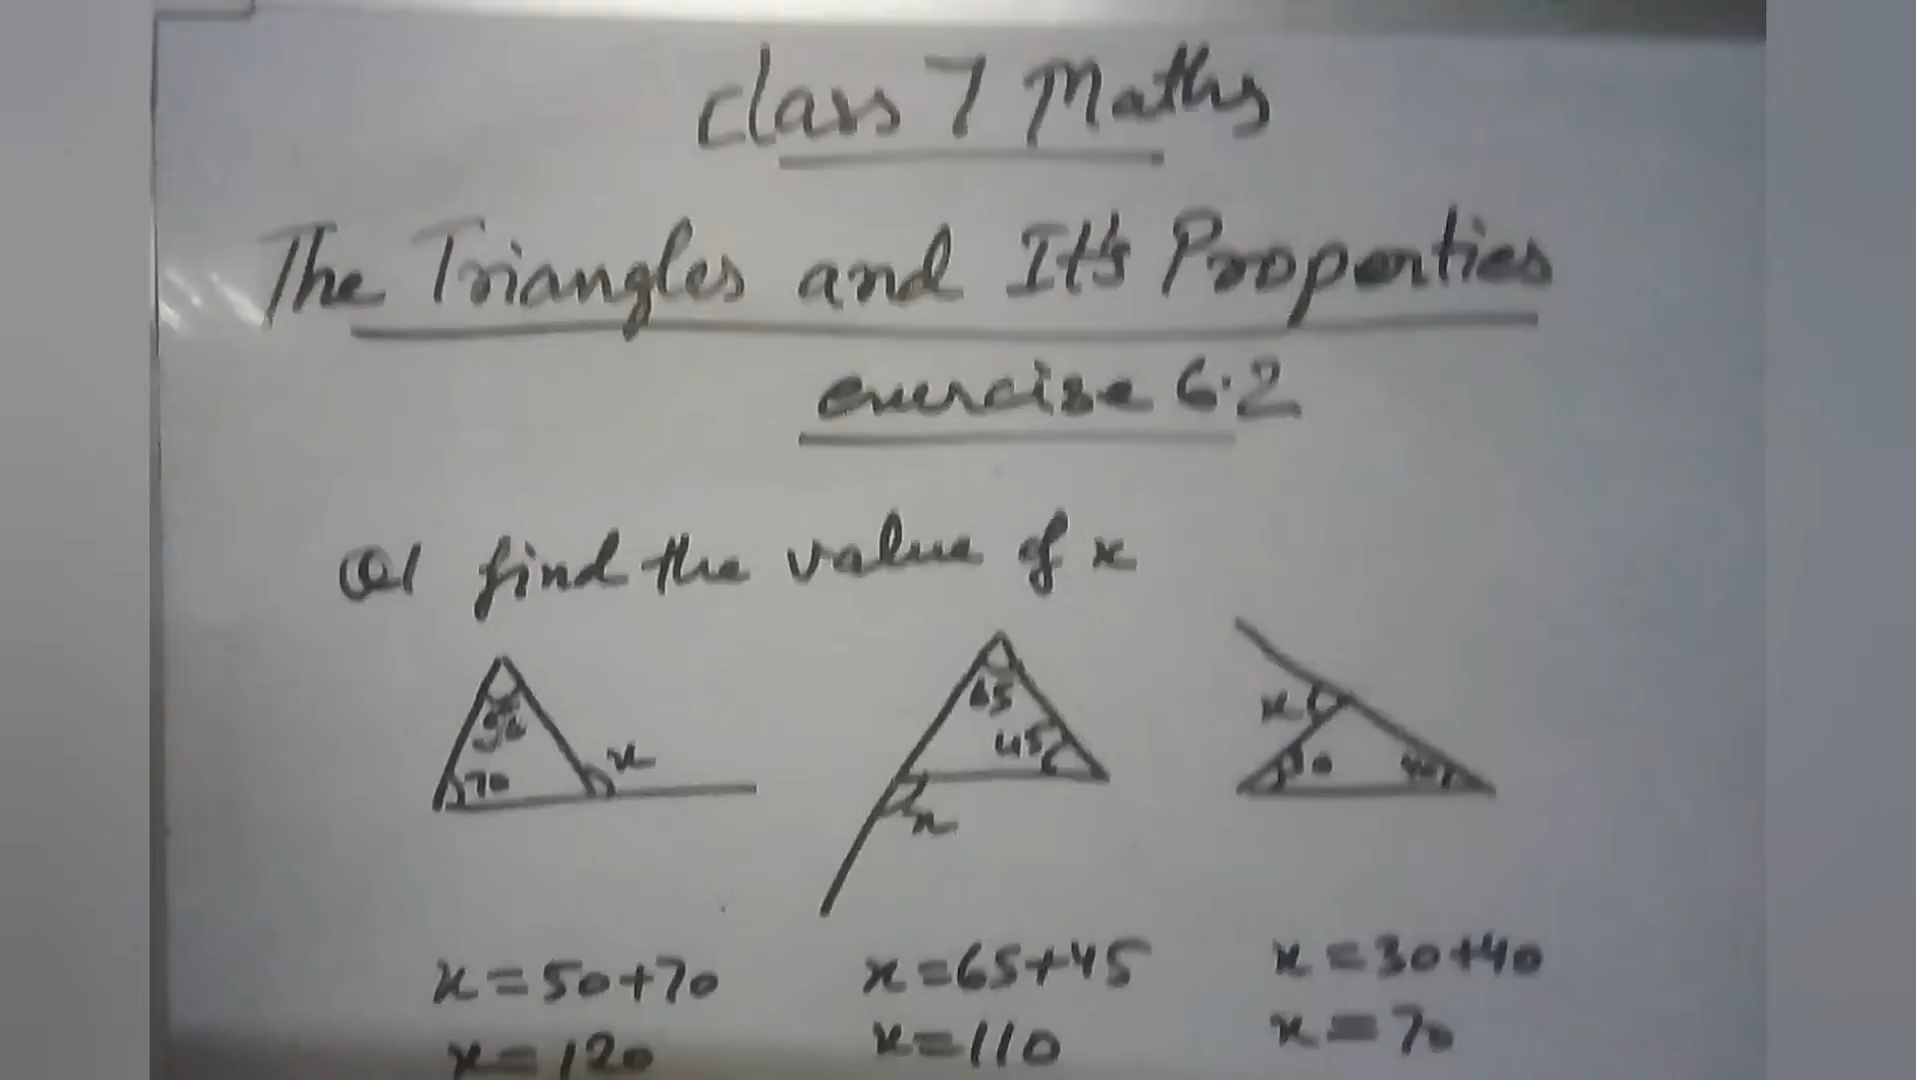 Class 7 Maths
The Triangles and It's Properties
exercise 6.2
Q1 find the value of x
50
70
x
65
45
x
x
30
40
x = 50+70
x = 120
x = 65+45
x = 110
x = 30+40
x = 70